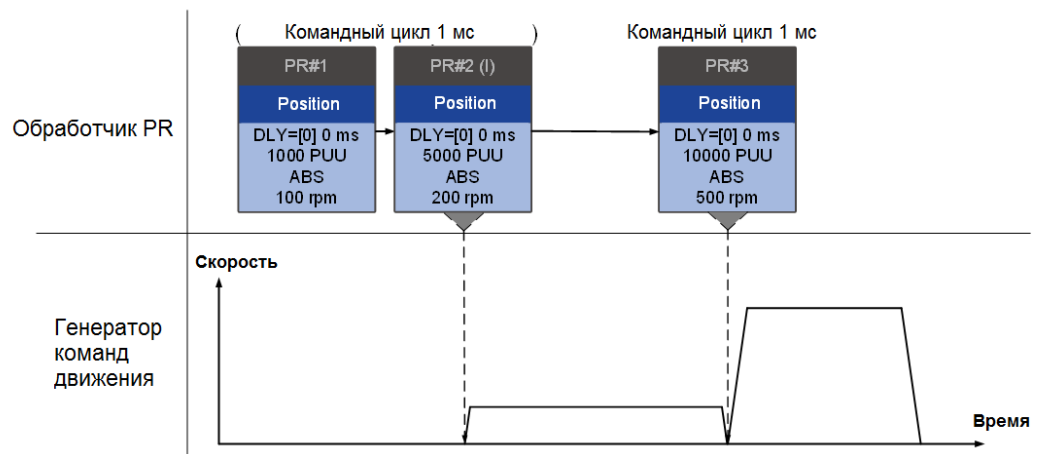 ( Командный цикл 1 мс )
Командный цикл 1 мс
PR#1
PR#2 (I)
PR#3
Position
Position
Position
Обработчик PR
DLY=[0] 0 ms
1000 PUU
ABS
100 rpm
DLY=[0] 0 ms
5000 PUU
ABS
200 rpm
DLY=[0] 0 ms
10000 PUU
ABS
500 rpm
Скорость
Генератор
команд
движения
Время